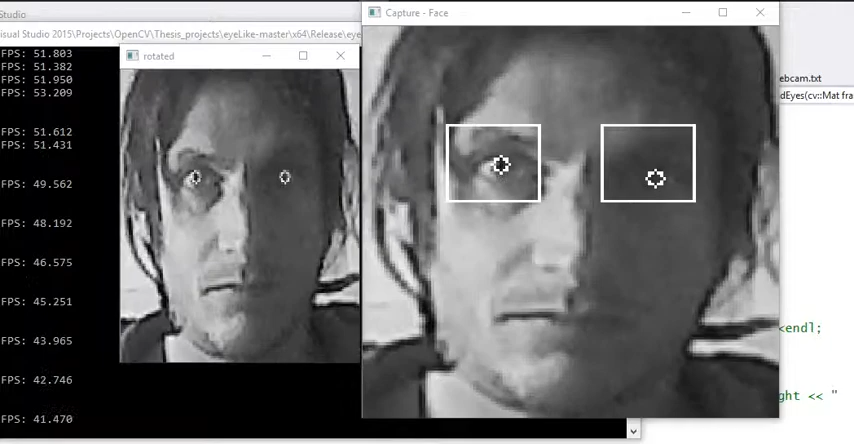 Studio
isual Studio 2015\Projects\OpenCV\Thesis_projects\eyeLike-master\x64\Release\eye
FPS: 51.803
FPS: 51.382
FPS: 51.950
FPS: 53.209
FPS: 51.612
FPS: 51.431
FPS: 49.562
FPS: 48.192
FPS: 46.575
FPS: 45.251
FPS: 43.965
FPS: 42.746
FPS: 41.470
rotated
Capture - Face
ebcam.txt
dEyes(cv::Mat fra
<endl;
ght << "